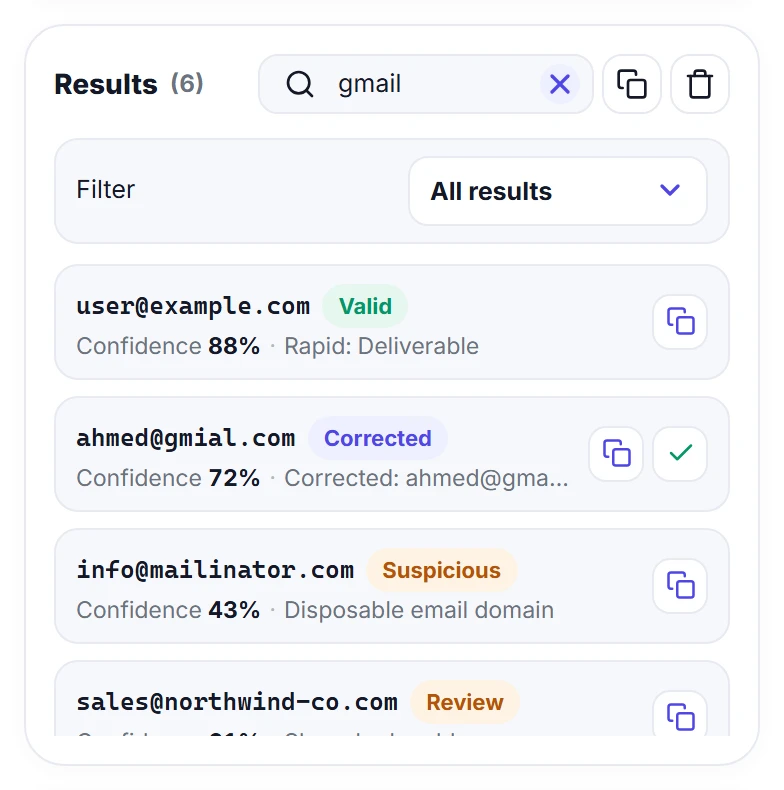 Results (6)
gmail
Filter
All results
user@example.com Valid
Confidence 88% · Rapid: Deliverable
ahmed@gmial.com Corrected
Confidence 72% · Corrected: ahmed@gma...
info@mailinator.com Suspicious
Confidence 43% · Disposable email domain
sales@northwind-co.com Review